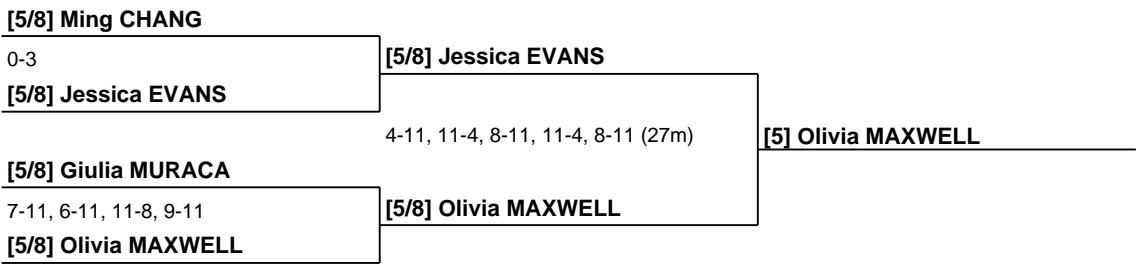 [5/8] Ming CHANG
0-3
[5/8] Jessica EVANS
[5/8] Jessica EVANS
4-11, 11-4, 8-11, 11-4, 8-11 (27m)
[5] Olivia MAXWELL
[5/8] Giulia MURACA
7-11, 6-11, 11-8, 9-11
[5/8] Olivia MAXWELL
[5/8] Olivia MAXWELL